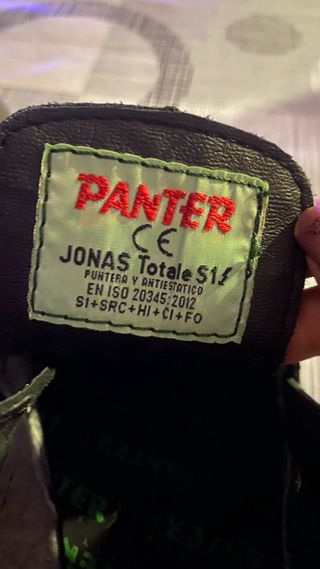 PANTER
CE
JONAS Totale S1
PUNTERA Y ANTIESTATICO
EN ISO 20345:2012
S1+SRC+HI+CI+FO